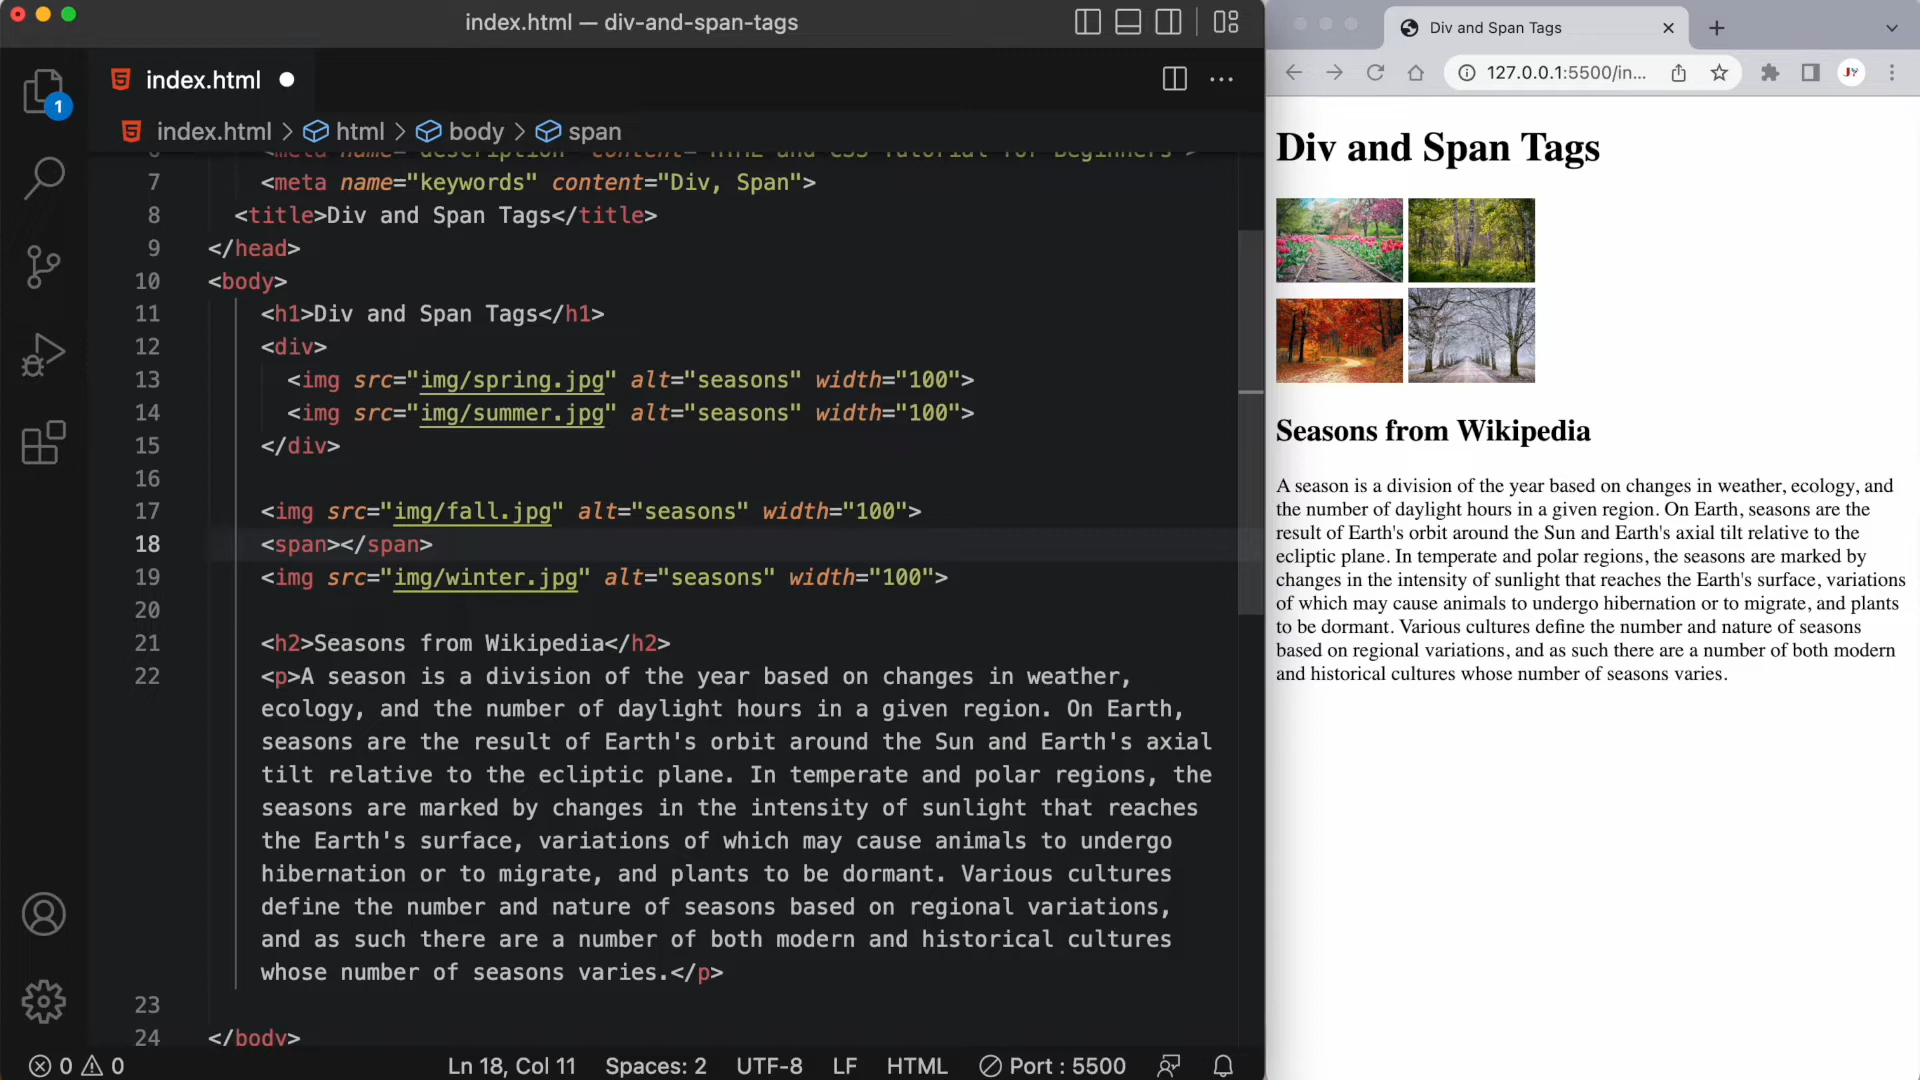 index.html — div-and-span-tags
index.html
1
index.html > html > body > span
6 <meta name="description" content="HTML and CSS Tutorial for Beginners">
7 <meta name="keywords" content="Div, Span">
8 <title>Div and Span Tags</title>
9 </head>
10 <body>
11 <h1>Div and Span Tags</h1>
12 <div>
13 <img src="img/spring.jpg" alt="seasons" width="100">
14 <img src="img/summer.jpg" alt="seasons" width="100">
15 </div>
16
17 <img src="img/fall.jpg" alt="seasons" width="100">
18 <span></span>
19 <img src="img/winter.jpg" alt="seasons" width="100">
20
21 <h2>Seasons from Wikipedia</h2>
22 <p>A season is a division of the year based on changes in weather,
ecology, and the number of daylight hours in a given region. On Earth,
seasons are the result of Earth's orbit around the Sun and Earth's axial
tilt relative to the ecliptic plane. In temperate and polar regions, the
seasons are marked by changes in the intensity of sunlight that reaches
the Earth's surface, variations of which may cause animals to undergo
hibernation or to migrate, and plants to be dormant. Various cultures
define the number and nature of seasons based on regional variations,
and as such there are a number of both modern and historical cultures
whose number of seasons varies.</p>
23
24 </body>
0 0 Ln 18, Col 11 Spaces: 2 UTF-8 LF HTML Port : 5500
Div and Span Tags
127.0.0.1:5500/in...
JY
Div and Span Tags
Seasons from Wikipedia
A season is a division of the year based on changes in weather, ecology, and
the number of daylight hours in a given region. On Earth, seasons are the
result of Earth's orbit around the Sun and Earth's axial tilt relative to the
ecliptic plane. In temperate and polar regions, the seasons are marked by
changes in the intensity of sunlight that reaches the Earth's surface, variations
of which may cause animals to undergo hibernation or to migrate, and plants
to be dormant. Various cultures define the number and nature of seasons
based on regional variations, and as such there are a number of both modern
and historical cultures whose number of seasons varies.